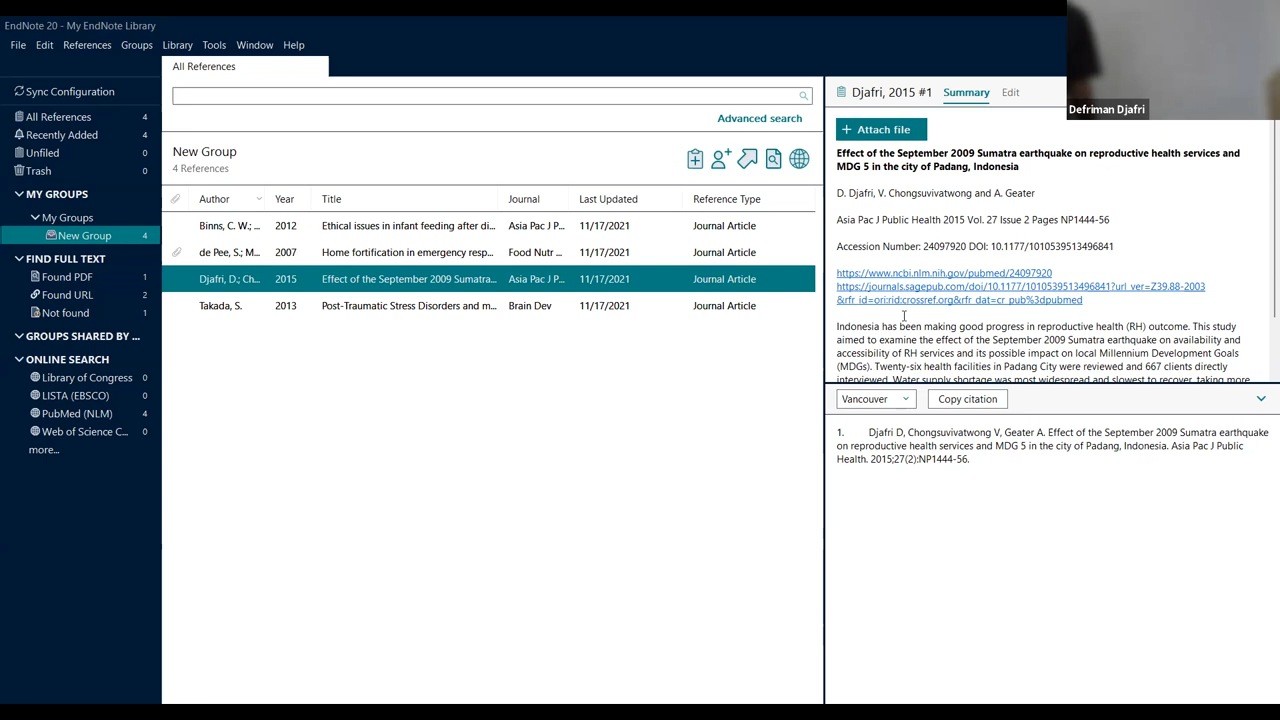 EndNote 20 - My EndNote Library
File Edit References Groups Library Tools Window Help
Sync Configuration
All References 4
Recently Added 4
Unfiled 0
Trash 0
MY GROUPS
My Groups
New Group 4
FIND FULL TEXT
Found PDF 1
Found URL 2
Not found 1
GROUPS SHARED BY ...
ONLINE SEARCH
Library of Congress 0
LISTA (EBSCO) 0
PubMed (NLM) 4
Web of Science C... 0
more...
All References
Advanced search
New Group
4 References
Author Year Title Journal Last Updated Reference Type
Binns, C. W.; ... 2012 Ethical issues in infant feeding after di... Asia Pac J P... 11/17/2021 Journal Article
de Pee, S.; M... 2007 Home fortification in emergency resp... Food Nutr ... 11/17/2021 Journal Article
Djafri, D.; Ch... 2015 Effect of the September 2009 Sumatra... Asia Pac J P... 11/17/2021 Journal Article
Takada, S. 2013 Post-Traumatic Stress Disorders and m... Brain Dev 11/17/2021 Journal Article
Djafri, 2015 #1 Summary Edit
Defriman Djafri
+ Attach file
Effect of the September 2009 Sumatra earthquake on reproductive health services and
MDG 5 in the city of Padang, Indonesia
D. Djafri, V. Chongsuvivatwong and A. Geater
Asia Pac J Public Health 2015 Vol. 27 Issue 2 Pages NP1444-56
Accession Number: 24097920 DOI: 10.1177/1010539513496841
https://www.ncbi.nlm.nih.gov/pubmed/24097920
https://journals.sagepub.com/doi/10.1177/1010539513496841?url_ver=Z39.88-2003
&rfr_id=ori:rid:crossref.org&rfr_dat=cr_pub%3dpubmed
Indonesia has been making good progress in reproductive health (RH) outcome. This study
aimed to examine the effect of the September 2009 Sumatra earthquake on availability and
accessibility of RH services and its possible impact on local Millennium Development Goals
(MDGs). Twenty-six health facilities in Padang City were reviewed and 667 clients directly
interviewed. Water supply shortage was most widespread and slowest to recover, taking more
Vancouver Copy citation
1. Djafri D, Chongsuvivatwong V, Geater A. Effect of the September 2009 Sumatra earthquake
on reproductive health services and MDG 5 in the city of Padang, Indonesia. Asia Pac J Public
Health. 2015;27(2):NP1444-56.